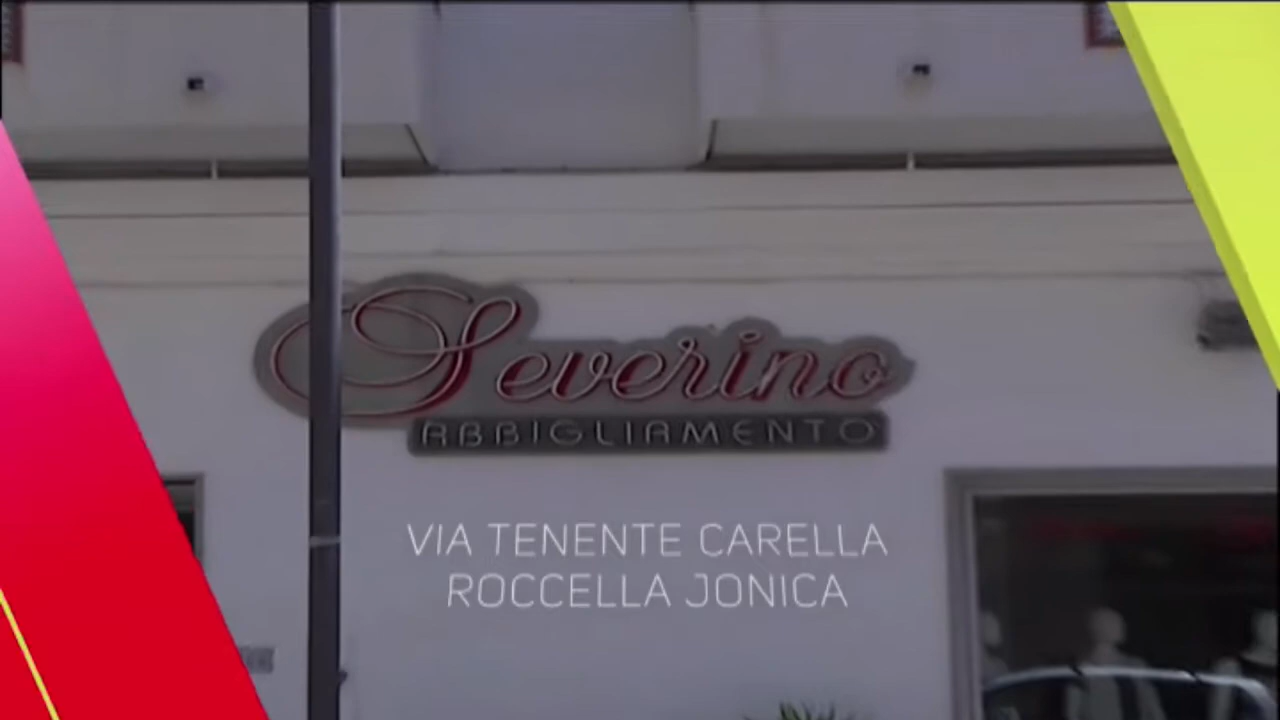 Severino
ABBIGLIAMENTO
VIA TENENTE CARELLA
ROCCELLA JONICA